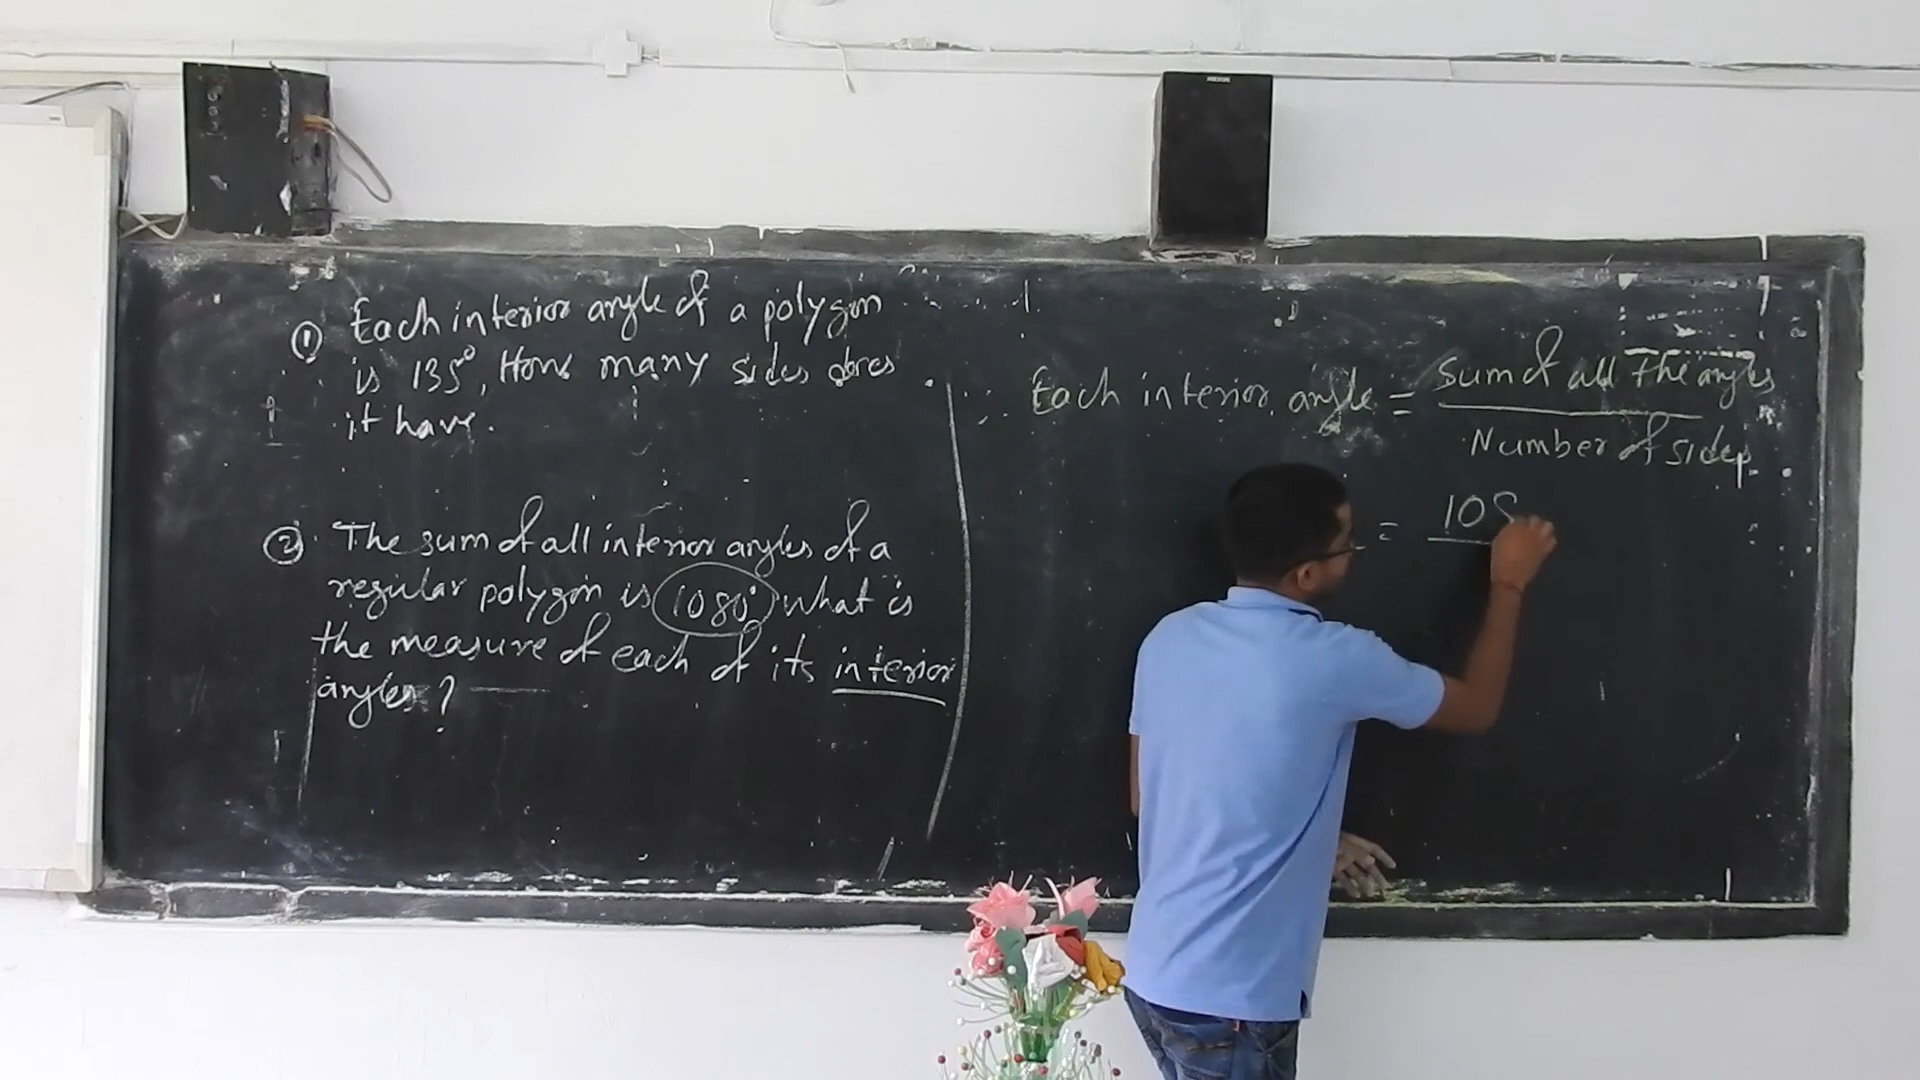 ① Each interior angle of a polygon
is 135°, How many sides does
it have.
② The sum of all interior angles of a
regular polygon is 1080° what is
the measure of each of its interior
angles?
Each interior angle = Sum of all the angles
Number of sides
= 108